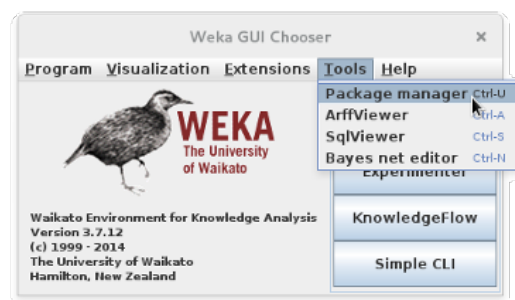 Weka GUI Chooser
Program Visualization Extensions Tools Help
Package manager Ctrl-U
ArffViewer Ctrl-A
SqlViewer Ctrl-S
Bayes net editor Ctrl-N
WEKA
The University
of Waikato
Experimenter
KnowledgeFlow
Simple CLI
Waikato Environment for Knowledge Analysis
Version 3.7.12
(c) 1999 - 2014
The University of Waikato
Hamilton, New Zealand